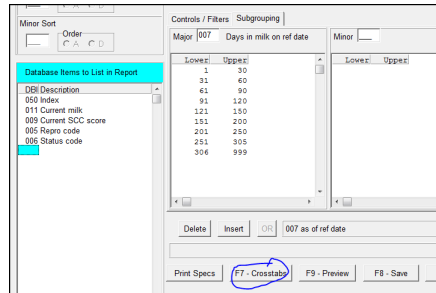 Minor Sort
Order
A D
Database Items to List in Report
DBI Description
050 Index
011 Current milk
009 Current SCC score
005 Repro code
006 Status code
Controls / Filters Subgrouping
Major 007 Days in milk on ref date
Lower Upper
1 30
31 60
61 90
91 120
121 150
151 200
201 250
251 305
306 999
Minor
Lower Upper
Delete Insert OR 007 as of ref date
Print Specs F7 - Crosstabs F9 - Preview F8 - Save